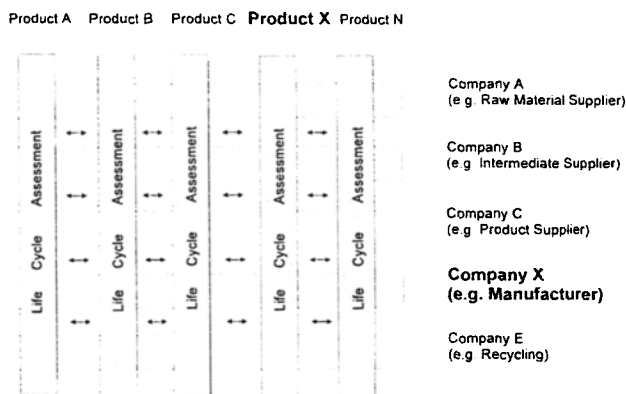 Product A Product B Product C Product X Product N
Life Cycle Assessment
Life Cycle Assessment
Life Cycle Assessment
Life Cycle Assessment
Life Cycle Assessment
Company A
(e g. Raw Material Supplier)
Company B
(e.g Intermediate Supplier)
Company C
(e.g Product Supplier)
Company X
(e.g. Manufacturer)
Company E
(e.g. Recycling)